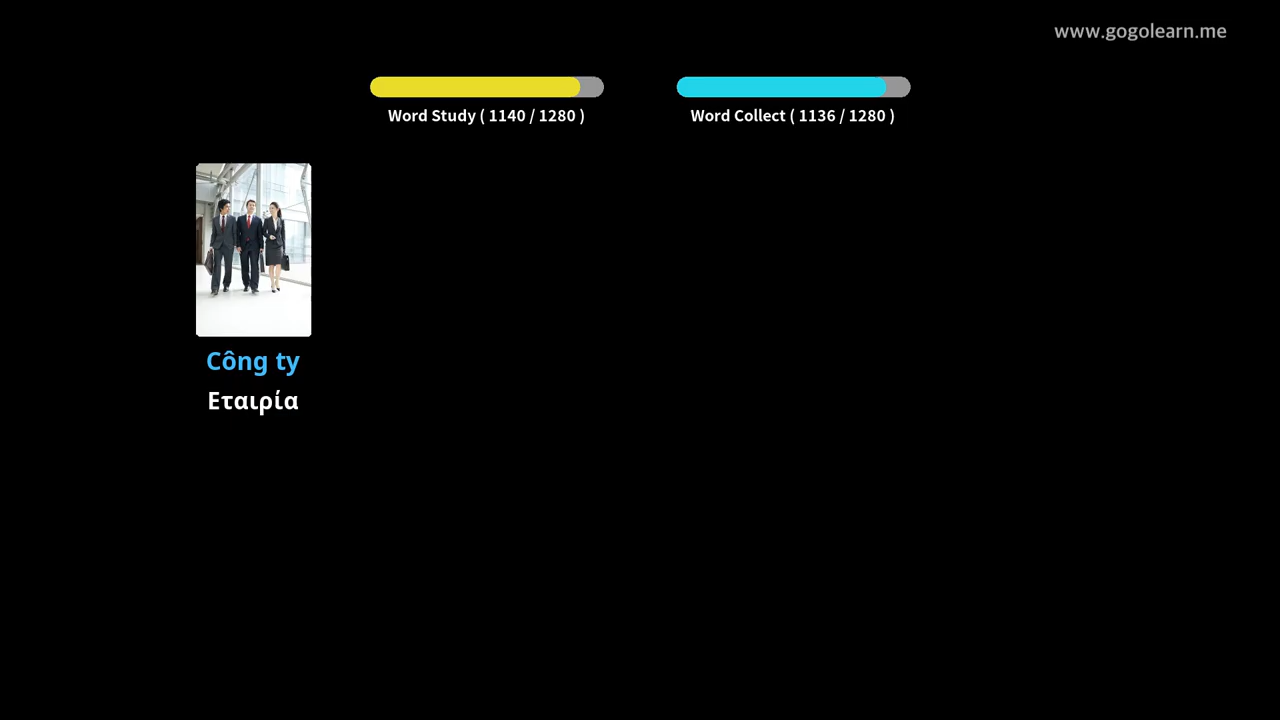 www.gogolearn.me
Word Study ( 1140 / 1280 )
Word Collect ( 1136 / 1280 )
Công ty
Εταιρία